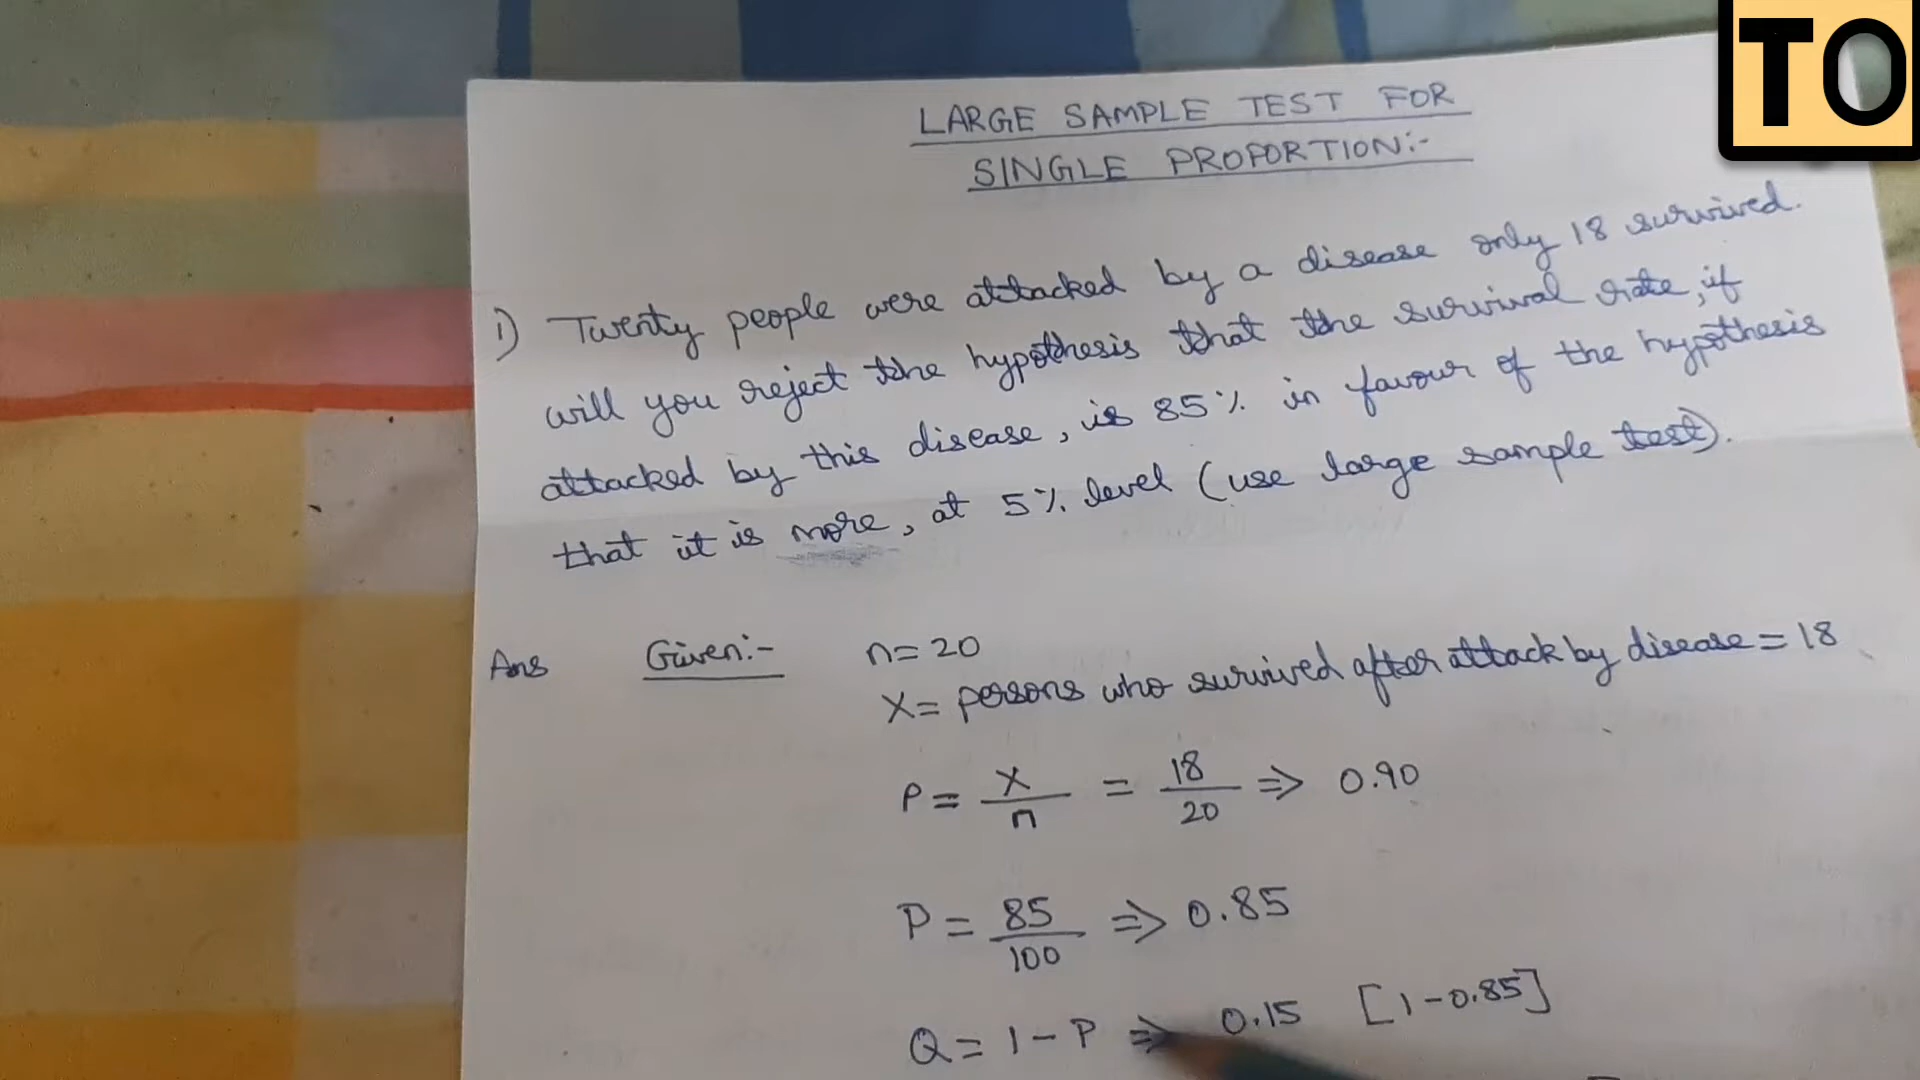 TO
LARGE SAMPLE TEST FOR
SINGLE PROPORTION:-
1) Twenty people were attacked by a disease only 18 survived.
will you reject the hypothesis that the survival rate, if
attacked by this disease, is 85% in favour of the hypothesis
that it is more, at 5% level (use large sample test).
Ans Given:- n=20
X= persons who survived after attack by disease = 18
p = X/n = 18/20 => 0.90
P = 85/100 => 0.85
Q = 1-P => 0.15 [1-0.85]